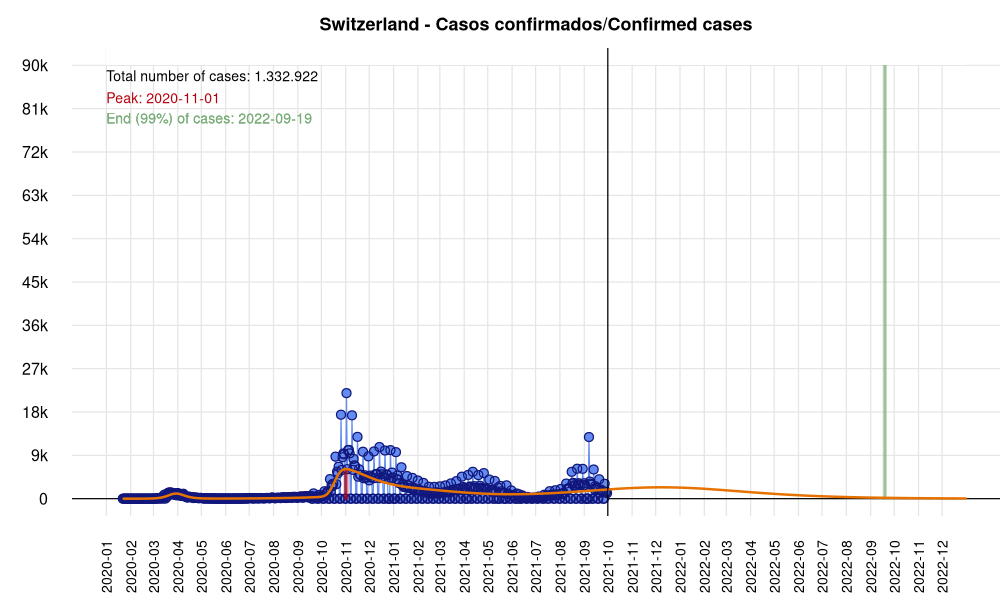 Switzerland - Casos confirmados/Confirmed cases
Total number of cases: 1.332.922
Peak: 2020-11-01
End (99%) of cases: 2022-09-19
90k
81k
72k
63k
54k
45k
36k
27k
18k
9k
0
2020-01
2020-02
2020-03
2020-04
2020-05
2020-06
2020-07
2020-08
2020-09
2020-10
2020-11
2020-12
2021-01
2021-02
2021-03
2021-04
2021-05
2021-06
2021-07
2021-08
2021-09
2021-10
2021-11
2021-12
2022-01
2022-02
2022-03
2022-04
2022-05
2022-06
2022-07
2022-08
2022-09
2022-10
2022-11
2022-12